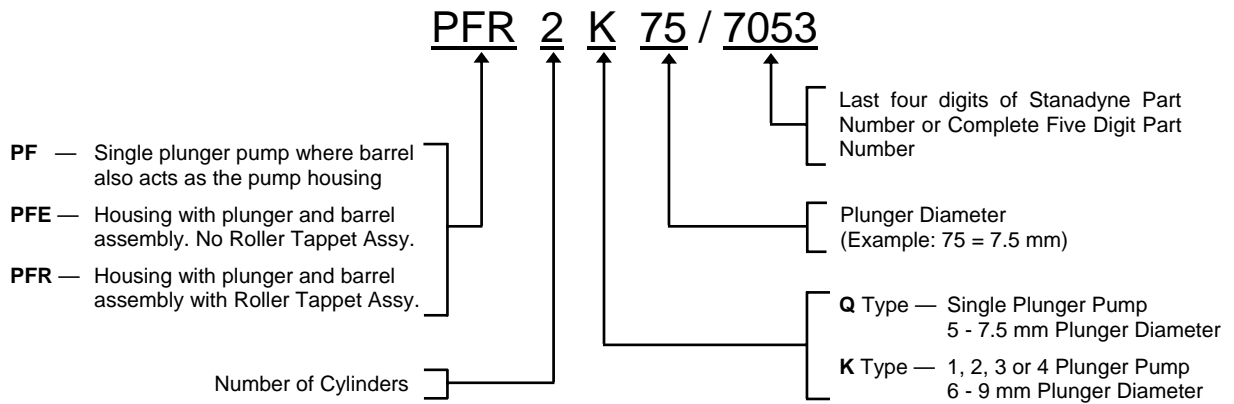 PFR 2 K 75 / 7053
Last four digits of Stanadyne Part
Number or Complete Five Digit Part
Number
PF — Single plunger pump where barrel
also acts as the pump housing
PFE — Housing with plunger and barrel
assembly. No Roller Tappet Assy.
PFR — Housing with plunger and barrel
assembly with Roller Tappet Assy.
Plunger Diameter
(Example: 75 = 7.5 mm)
Q Type — Single Plunger Pump
5 - 7.5 mm Plunger Diameter
K Type — 1, 2, 3 or 4 Plunger Pump
6 - 9 mm Plunger Diameter
Number of Cylinders